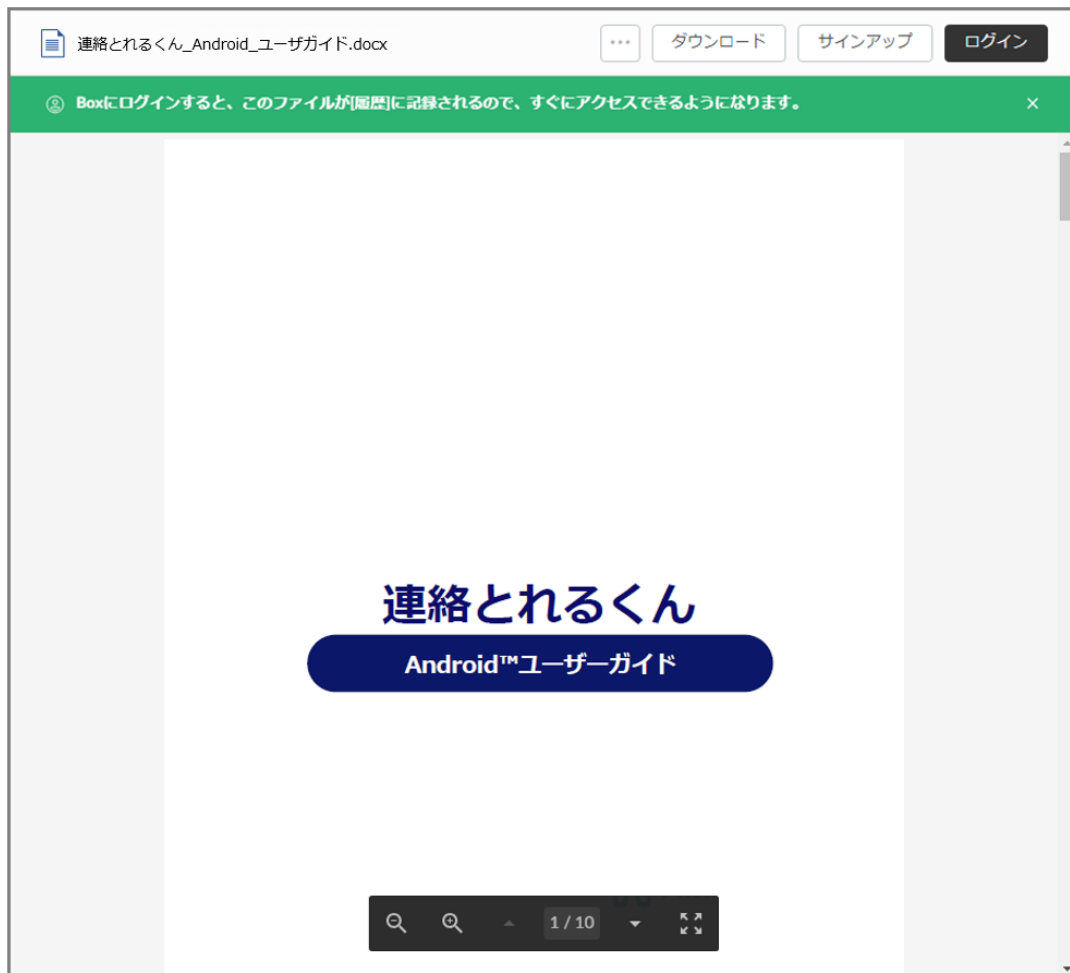 連絡とれるくん_Android_ユーザガイド.docx
... ダウンロード サインアップ ログイン
Boxにログインすると、このファイルが[履歴]に記録されるので、すぐにアクセスできるようになります。 ×
連絡とれるくん
Android™ユーザーガイド
1 / 10